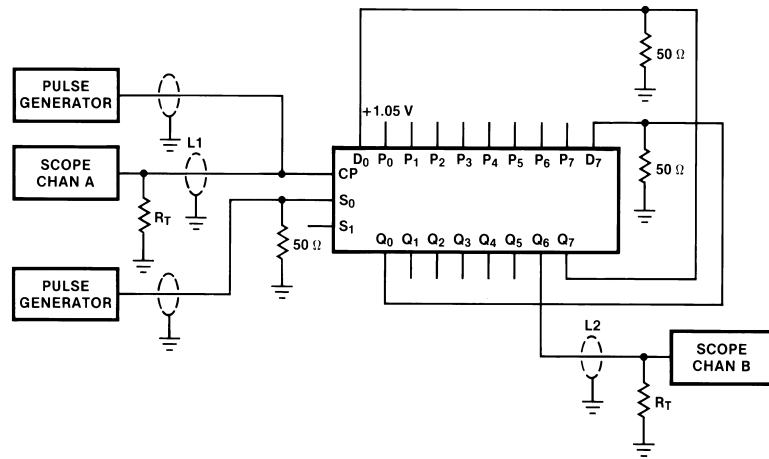 50 Ω
PULSE
GENERATOR
+1.05 V
L1
D₀ P₀ P₁ P₂ P₃ P₄ P₅ P₆ P₇ D₇
SCOPE
CHAN A
CP
50 Ω
S₀
R_T
S₁
50 Ω
Q₀ Q₁ Q₂ Q₃ Q₄ Q₅ Q₆ Q₇
PULSE
GENERATOR
L2
SCOPE
CHAN B
R_T